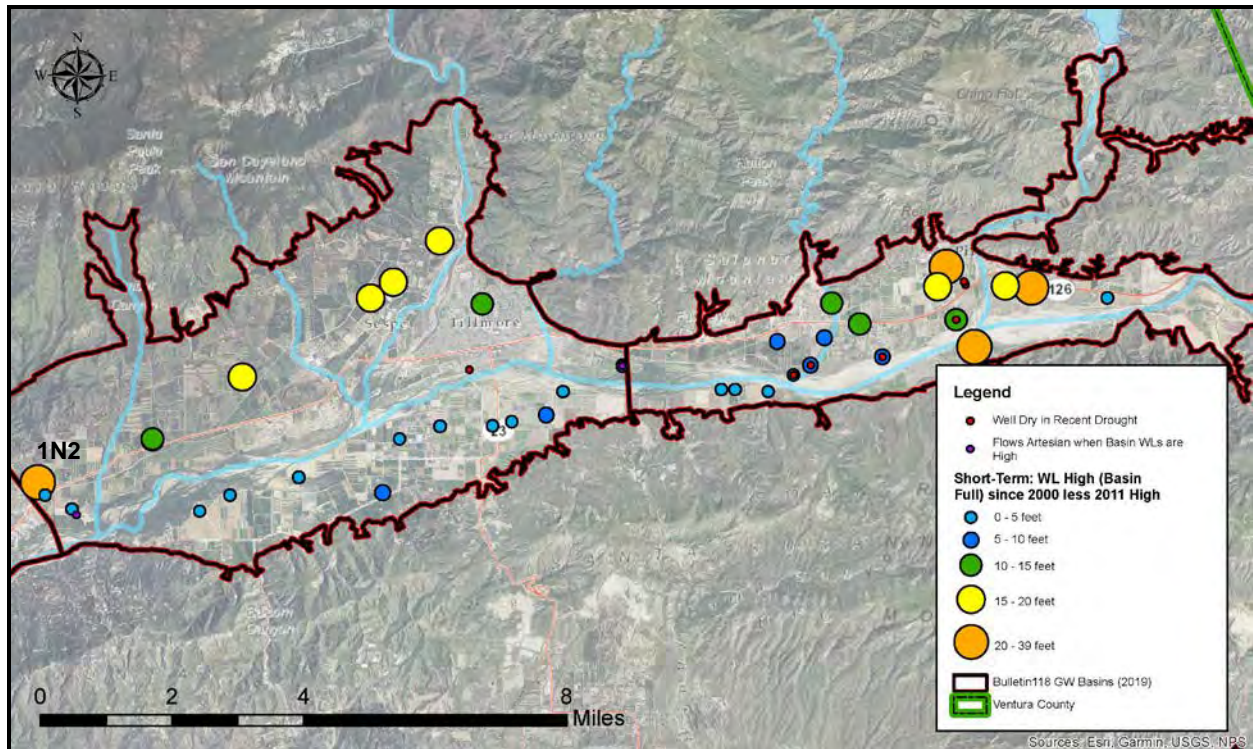 N
W E
S
Chino Hill
Santa
Paula
Peak
San Cayetano
Mountain
126
Sespe
Fillmore
23
1N2
Legend
Well Dry in Recent Drought
Flows Artesian when Basin WLs are
High
Short-Term: WL High (Basin
Full) since 2000 less 2011 High
0 - 5 feet
5 - 10 feet
10 - 15 feet
15 - 20 feet
20 - 39 feet
Bulletin118 GW Basins (2019)
Ventura County
0 2 4 8
Miles
Sources: Esri, Garmin, USGS, NPS